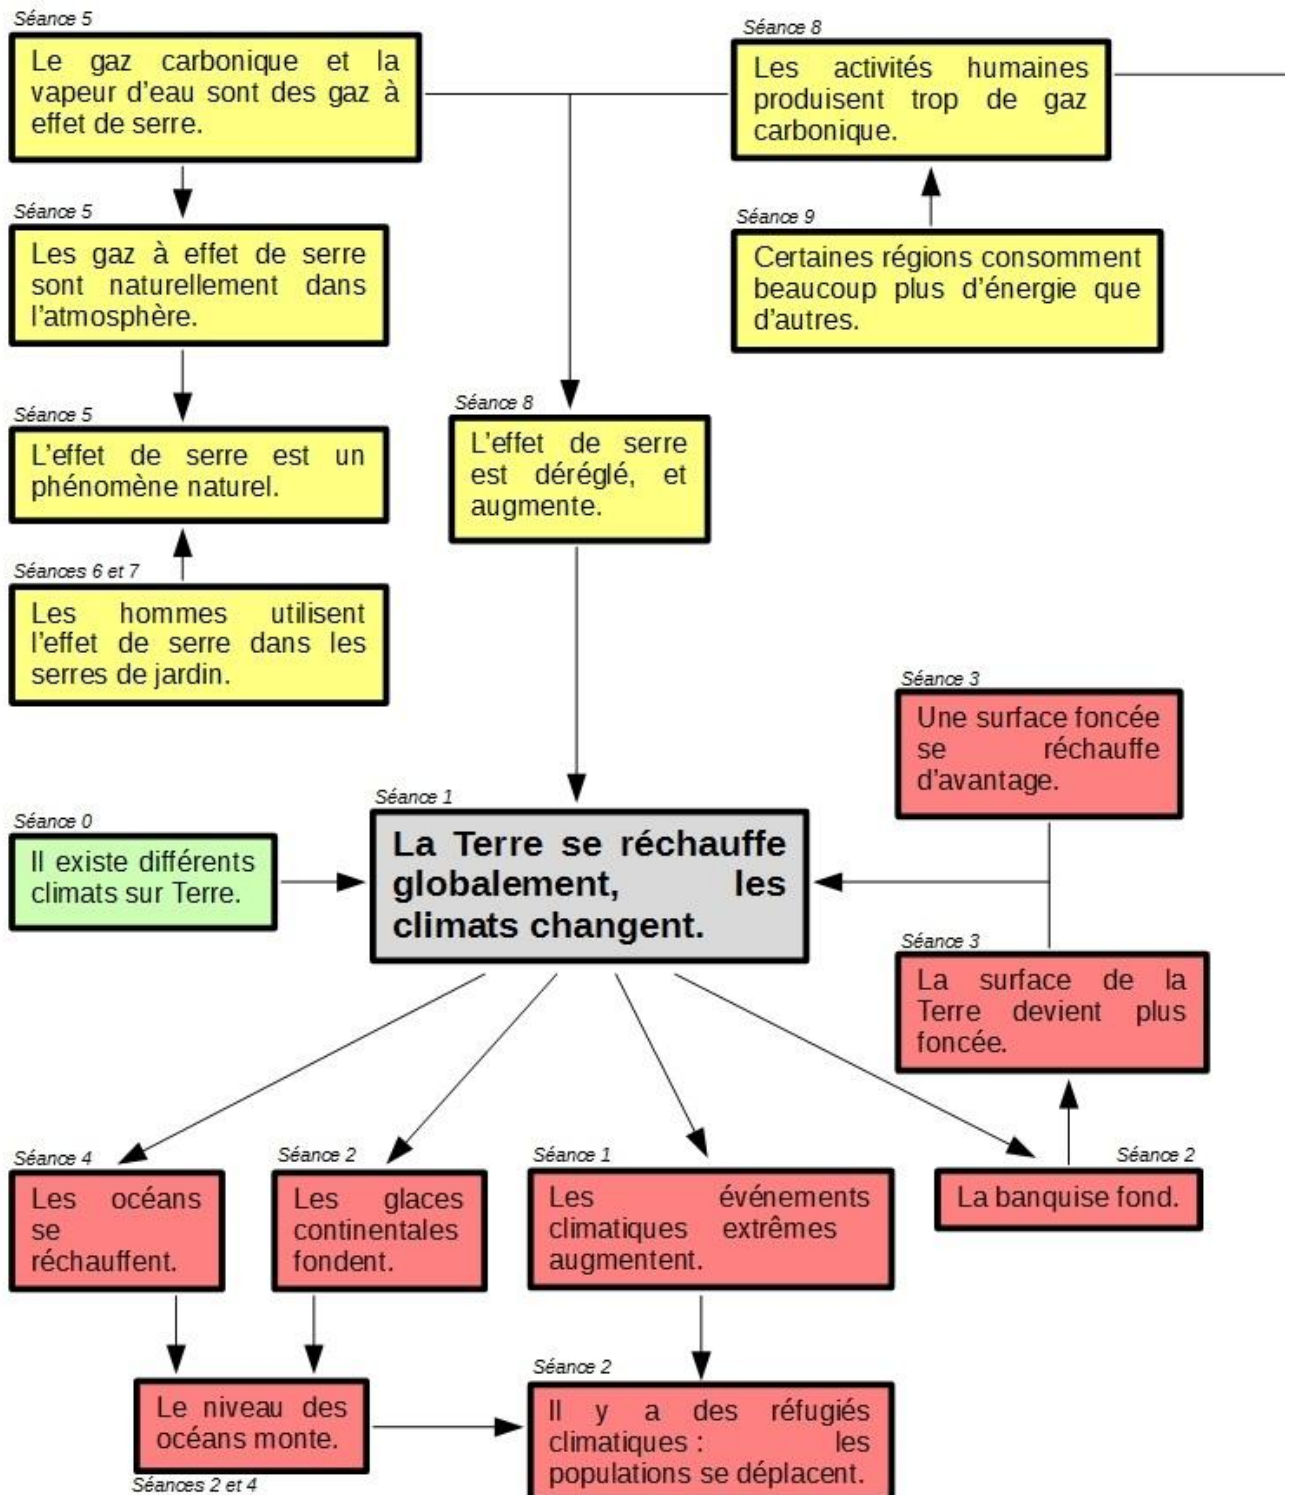 Séance 5
Le gaz carbonique et la
vapeur d'eau sont des gaz à
effet de serre.
Séance 8
Les activités humaines
produisent trop de gaz
carbonique.
Séance 5
Les gaz à effet de serre
sont naturellement dans
l'atmosphère.
Séance 9
Certaines régions consomment
beaucoup plus d'énergie que
d'autres.
Séance 5
L'effet de serre est un
phénomène naturel.
Séance 8
L'effet de serre
est déréglé, et
augmente.
Séances 6 et 7
Les hommes utilisent
l'effet de serre dans les
serres de jardin.
Séance 3
Une surface foncée
se réchauffe
d'avantage.
Séance 0
Il existe différents
climats sur Terre.
Séance 1
La Terre se réchauffe
globalement, les
climats changent.
Séance 3
La surface de la
Terre devient plus
foncée.
Séance 4
Les océans
se
réchauffent.
Séance 2
Les glaces
continentales
fondent.
Séance 1
Les événements
climatiques extrêmes
augmentent.
Séance 2
La banquise fond.
Le niveau des
océans monte.
Séances 2 et 4
Séance 2
Il y a des réfugiés
climatiques : les
populations se déplacent.